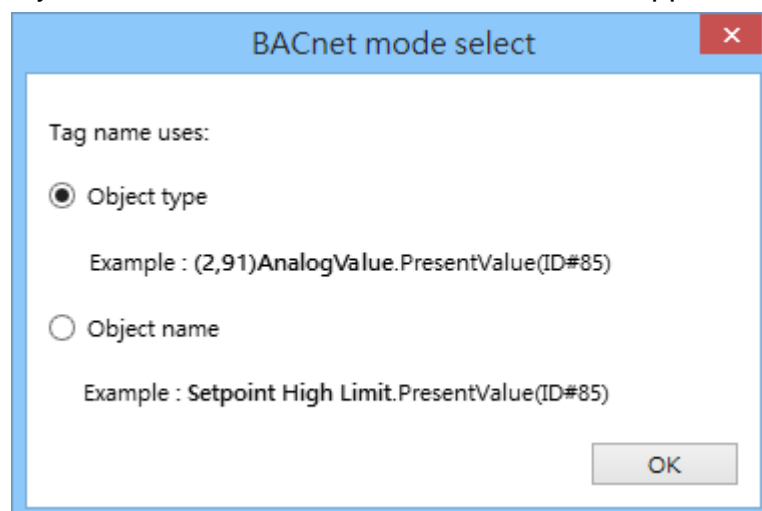 BACnet mode select
Tag name uses:
Object type
Example : (2,91)AnalogValue.PresentValue(ID#85)
Object name
Example : Setpoint High Limit.PresentValue(ID#85)
OK